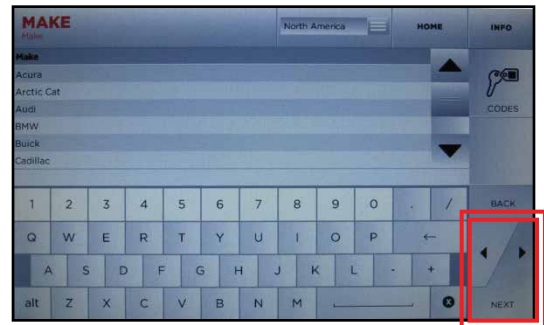 MAKE
Make
North America
HOME
INFO
Make
Acura
Arctic Cat
Audi
BMW
Buick
Cadillac
CODES
1 2 3 4 5 6 7 8 9 0 . /
BACK
Q W E R T Y U I O P ←
A S D F G H J K L - +
alt Z X C V B N M
NEXT